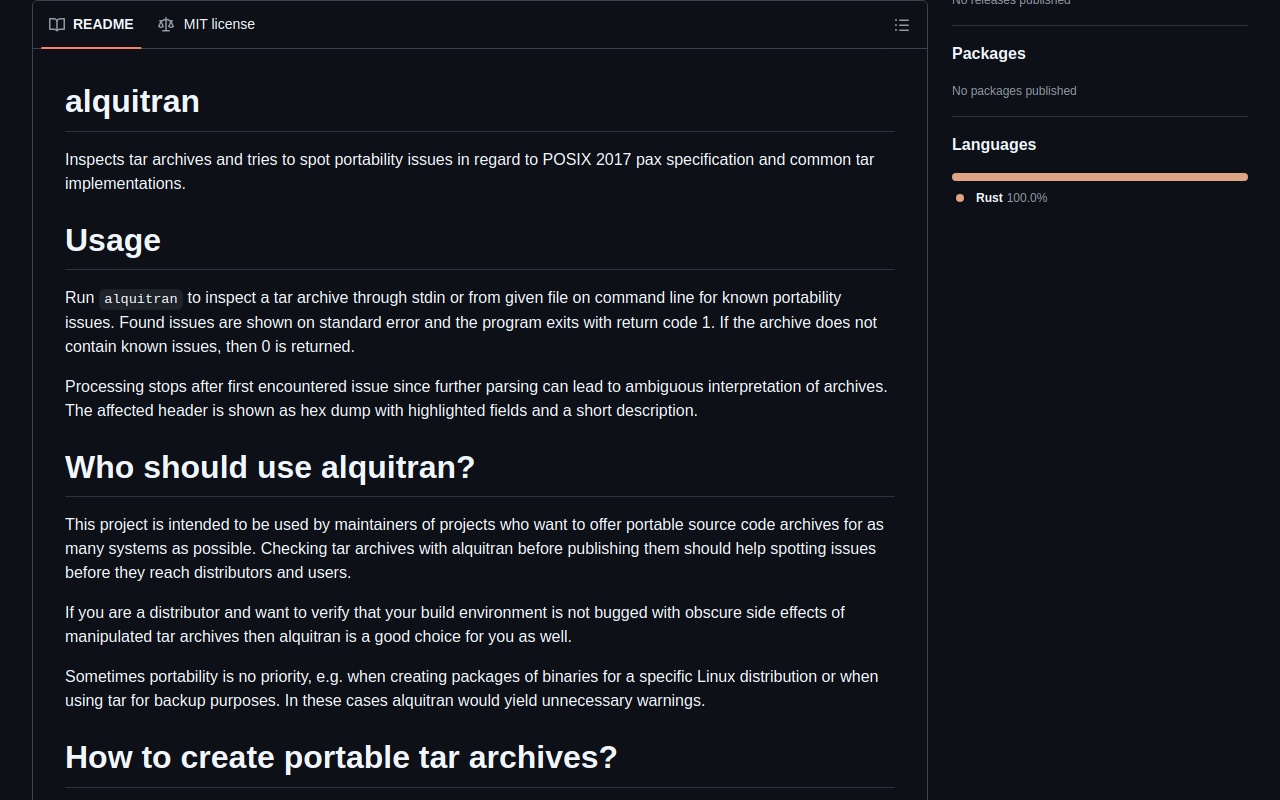 README
MIT license
alquitran
Inspects tar archives and tries to spot portability issues in regard to POSIX 2017 pax specification and common tar
implementations.
Usage
Run alquitran to inspect a tar archive through stdin or from given file on command line for known portability
issues. Found issues are shown on standard error and the program exits with return code 1. If the archive does not
contain known issues, then 0 is returned.
Processing stops after first encountered issue since further parsing can lead to ambiguous interpretation of archives.
The affected header is shown as hex dump with highlighted fields and a short description.
Who should use alquitran?
This project is intended to be used by maintainers of projects who want to offer portable source code archives for as
many systems as possible. Checking tar archives with alquitran before publishing them should help spotting issues
before they reach distributors and users.
If you are a distributor and want to verify that your build environment is not bugged with obscure side effects of
manipulated tar archives then alquitran is a good choice for you as well.
Sometimes portability is no priority, e.g. when creating packages of binaries for a specific Linux distribution or when
using tar for backup purposes. In these cases alquitran would yield unnecessary warnings.
How to create portable tar archives?
No releases published
Packages
No packages published
Languages
Rust 100.0%